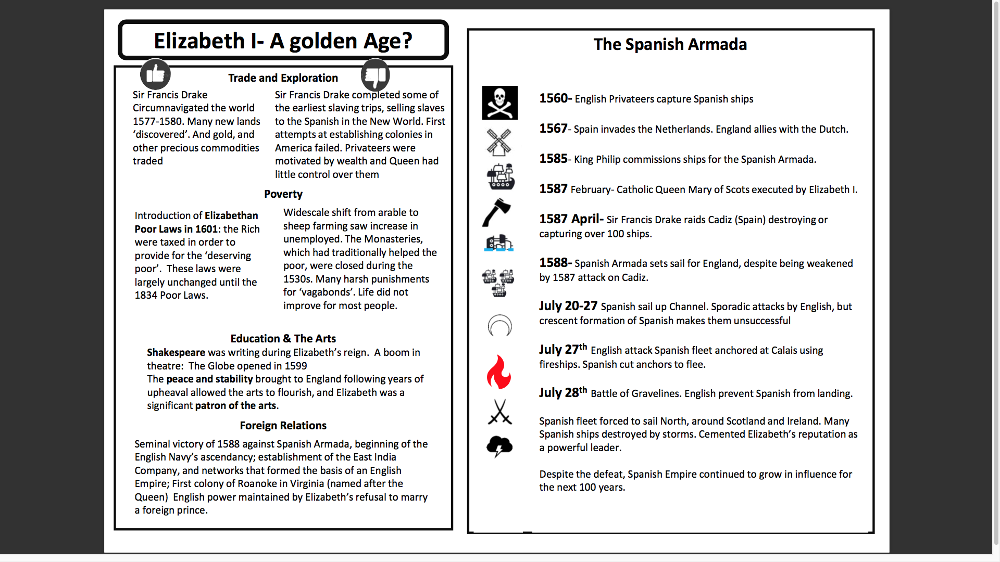 Elizabeth I- A golden Age?
Trade and Exploration
Sir Francis Drake
Circumnavigated the world
1577-1580. Many new lands
‘discovered’. And gold, and
other precious commodities
traded
Sir Francis Drake completed some of
the earliest slaving trips, selling slaves
to the Spanish in the New World. First
attempts at establishing colonies in
America failed. Privateers were
motivated by wealth and Queen had
little control over them
Poverty
Introduction of Elizabethan
Poor Laws in 1601: the Rich
were taxed in order to
provide for the ‘deserving
poor’.  These laws were
largely unchanged until the
1834 Poor Laws.
Widescale shift from arable to
sheep farming saw increase in
unemployed. The Monasteries,
which had traditionally helped the
poor, were closed during the
1530s. Many harsh punishments
for ‘vagabonds’. Life did not
improve for most people.
Education & The Arts
Shakespeare was writing during Elizabeth’s reign.  A boom in
theatre:  The Globe opened in 1599
The peace and stability brought to England following years of
upheaval allowed the arts to flourish, and Elizabeth was a
significant patron of the arts.
Foreign Relations
Seminal victory of 1588 against Spanish Armada, beginning of the
English Navy’s ascendancy; establishment of the East India
Company, and networks that formed the basis of an English
Empire; First colony of Roanoke in Virginia (named after the
Queen)  English power maintained by Elizabeth’s refusal to marry
a foreign prince.
The Spanish Armada
1560- English Privateers capture Spanish ships
1567- Spain invades the Netherlands. England allies with the Dutch.
1585- King Philip commissions ships for the Spanish Armada.
1587 February- Catholic Queen Mary of Scots executed by Elizabeth I.
1587 April- Sir Francis Drake raids Cadiz (Spain) destroying or
capturing over 100 ships.
1588- Spanish Armada sets sail for England, despite being weakened
by 1587 attack on Cadiz.
July 20-27 Spanish sail up Channel. Sporadic attacks by English, but
crescent formation of Spanish makes them unsuccessful
July 27th English attack Spanish fleet anchored at Calais using
fireships. Spanish cut anchors to flee.
July 28th Battle of Gravelines. English prevent Spanish from landing.
Spanish fleet forced to sail North, around Scotland and Ireland. Many
Spanish ships destroyed by storms. Cemented Elizabeth’s reputation as
a powerful leader.
Despite the defeat, Spanish Empire continued to grow in influence for
the next 100 years.